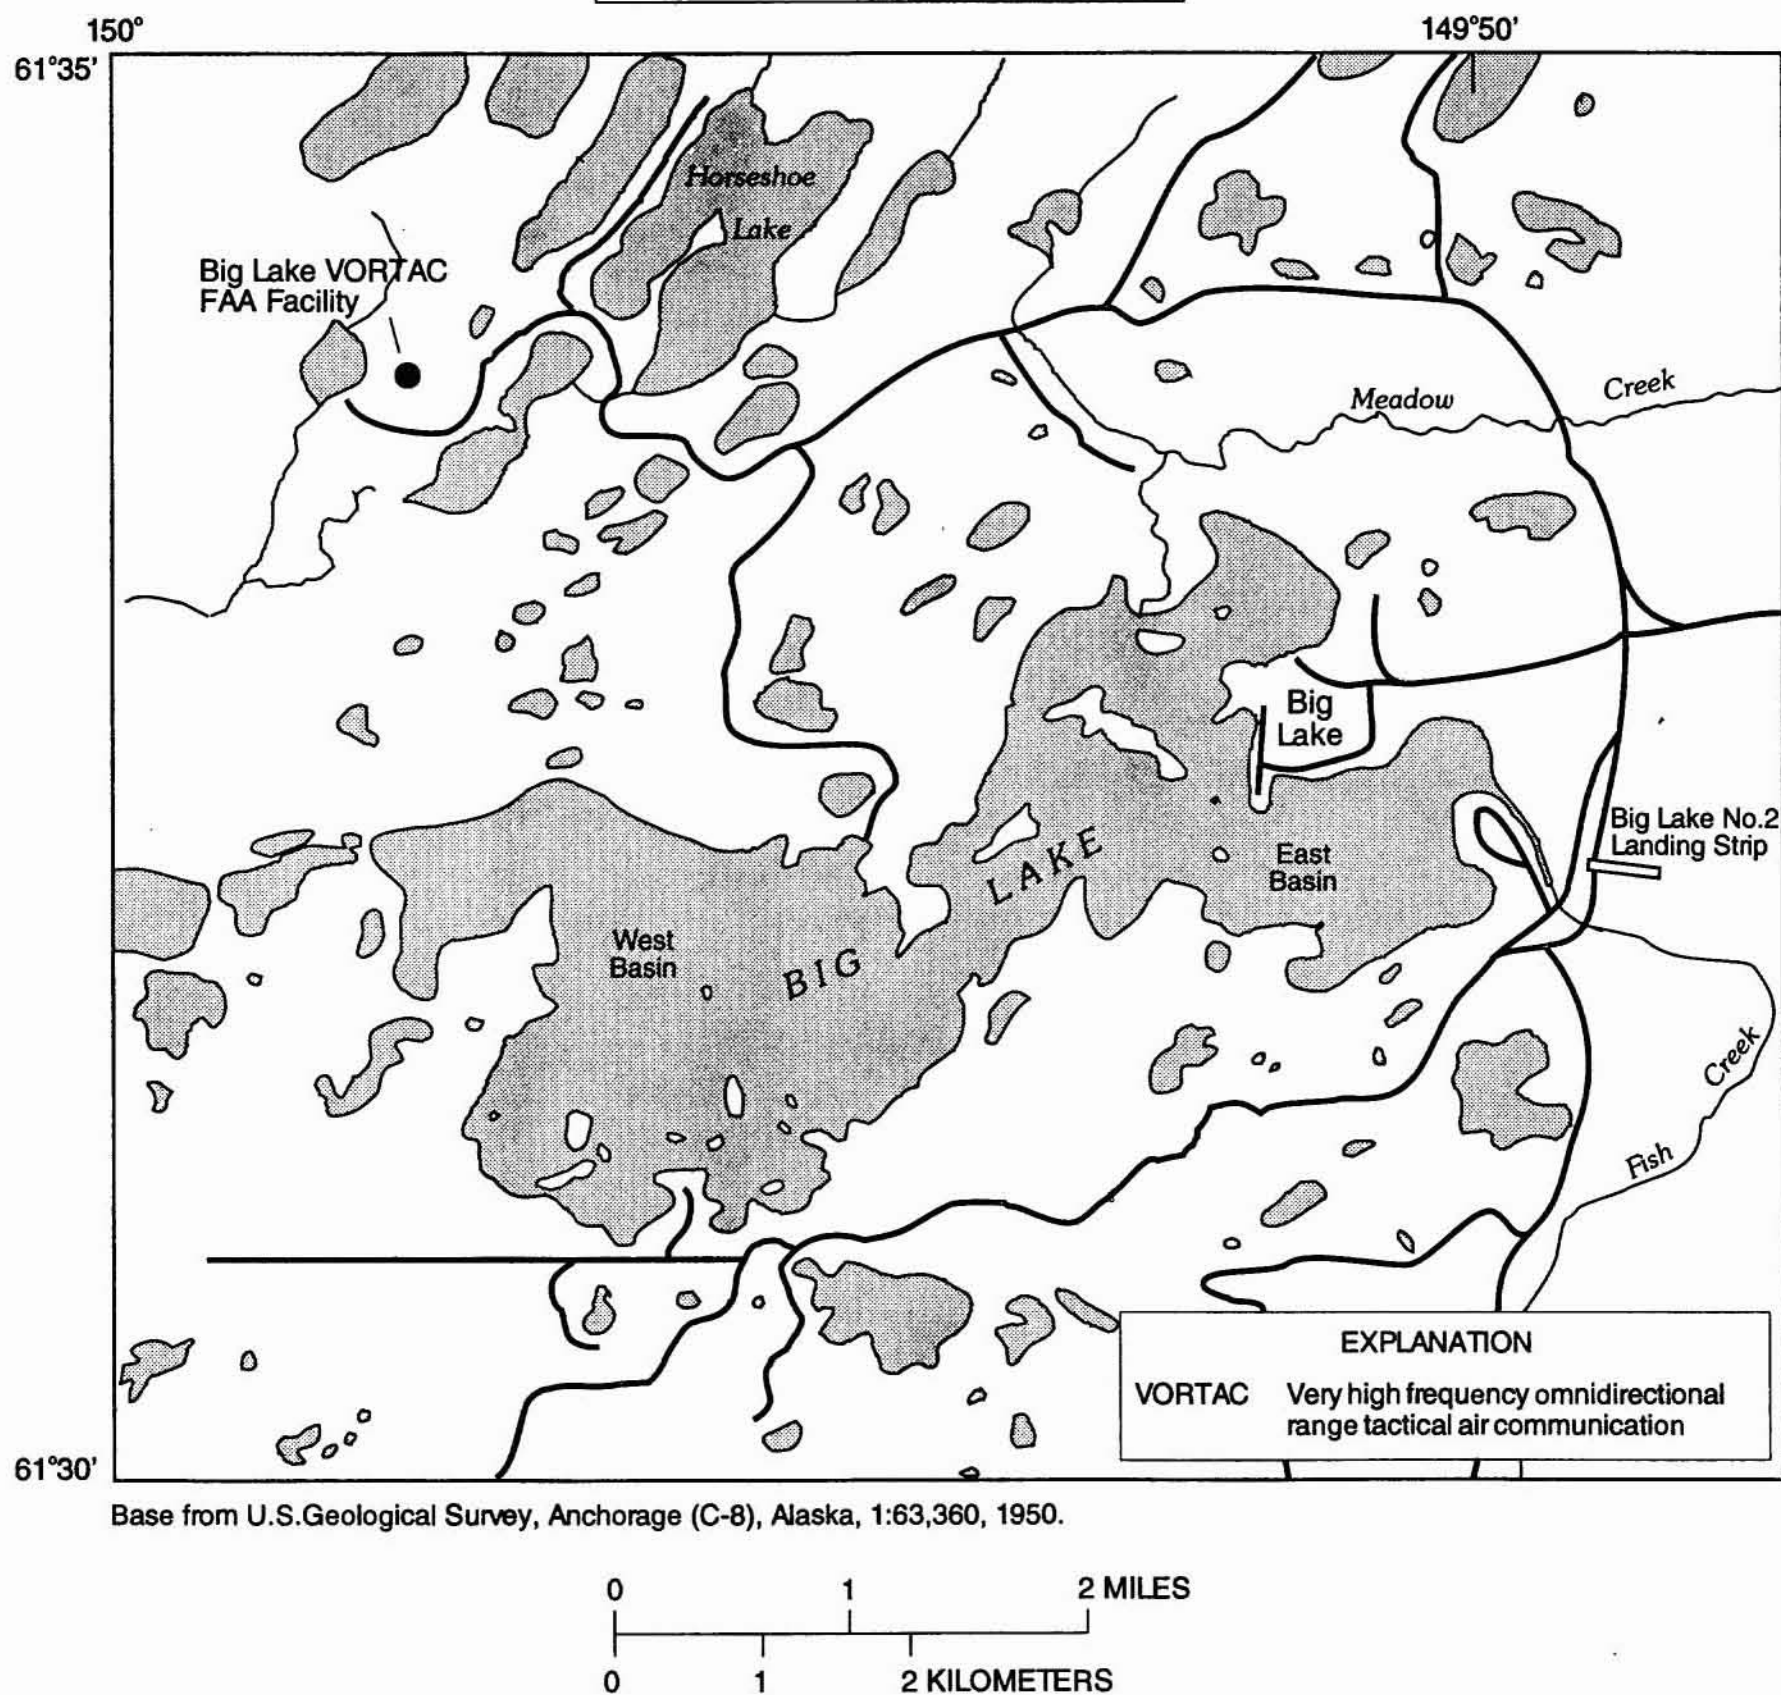 150°
149°50'
61°35'
Horseshoe
Lake
Big Lake VORTAC
FAA Facility
Meadow
Creek
Big
Lake
Big Lake No.2
Landing Strip
LAKE
East
Basin
West
Basin
BIG
Creek
Fish
EXPLANATION
VORTAC Very high frequency omnidirectional
range tactical air communication
61°30'
Base from U.S.Geological Survey, Anchorage (C-8), Alaska, 1:63,360, 1950.
0 1 2 MILES
0 1 2 KILOMETERS